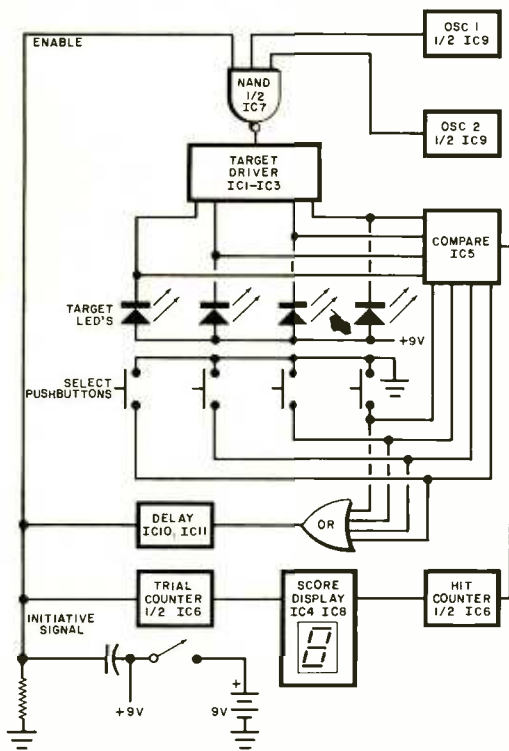 ENABLE
OSC 1
1/2 IC9
NAND
1/2
IC7
OSC 2
1/2 IC9
TARGET
DRIVER
IC1-IC3
COMPARE
IC5
TARGET
LED'S
+9V
SELECT
PUSHBUTTONS
DELAY
IC10, IC11
OR
TRIAL
COUNTER
1/2 IC6
SCORE
DISPLAY
IC4 IC8
8
HIT
COUNTER
1/2 IC6
INITIATIVE
SIGNAL
+9V
9V
+